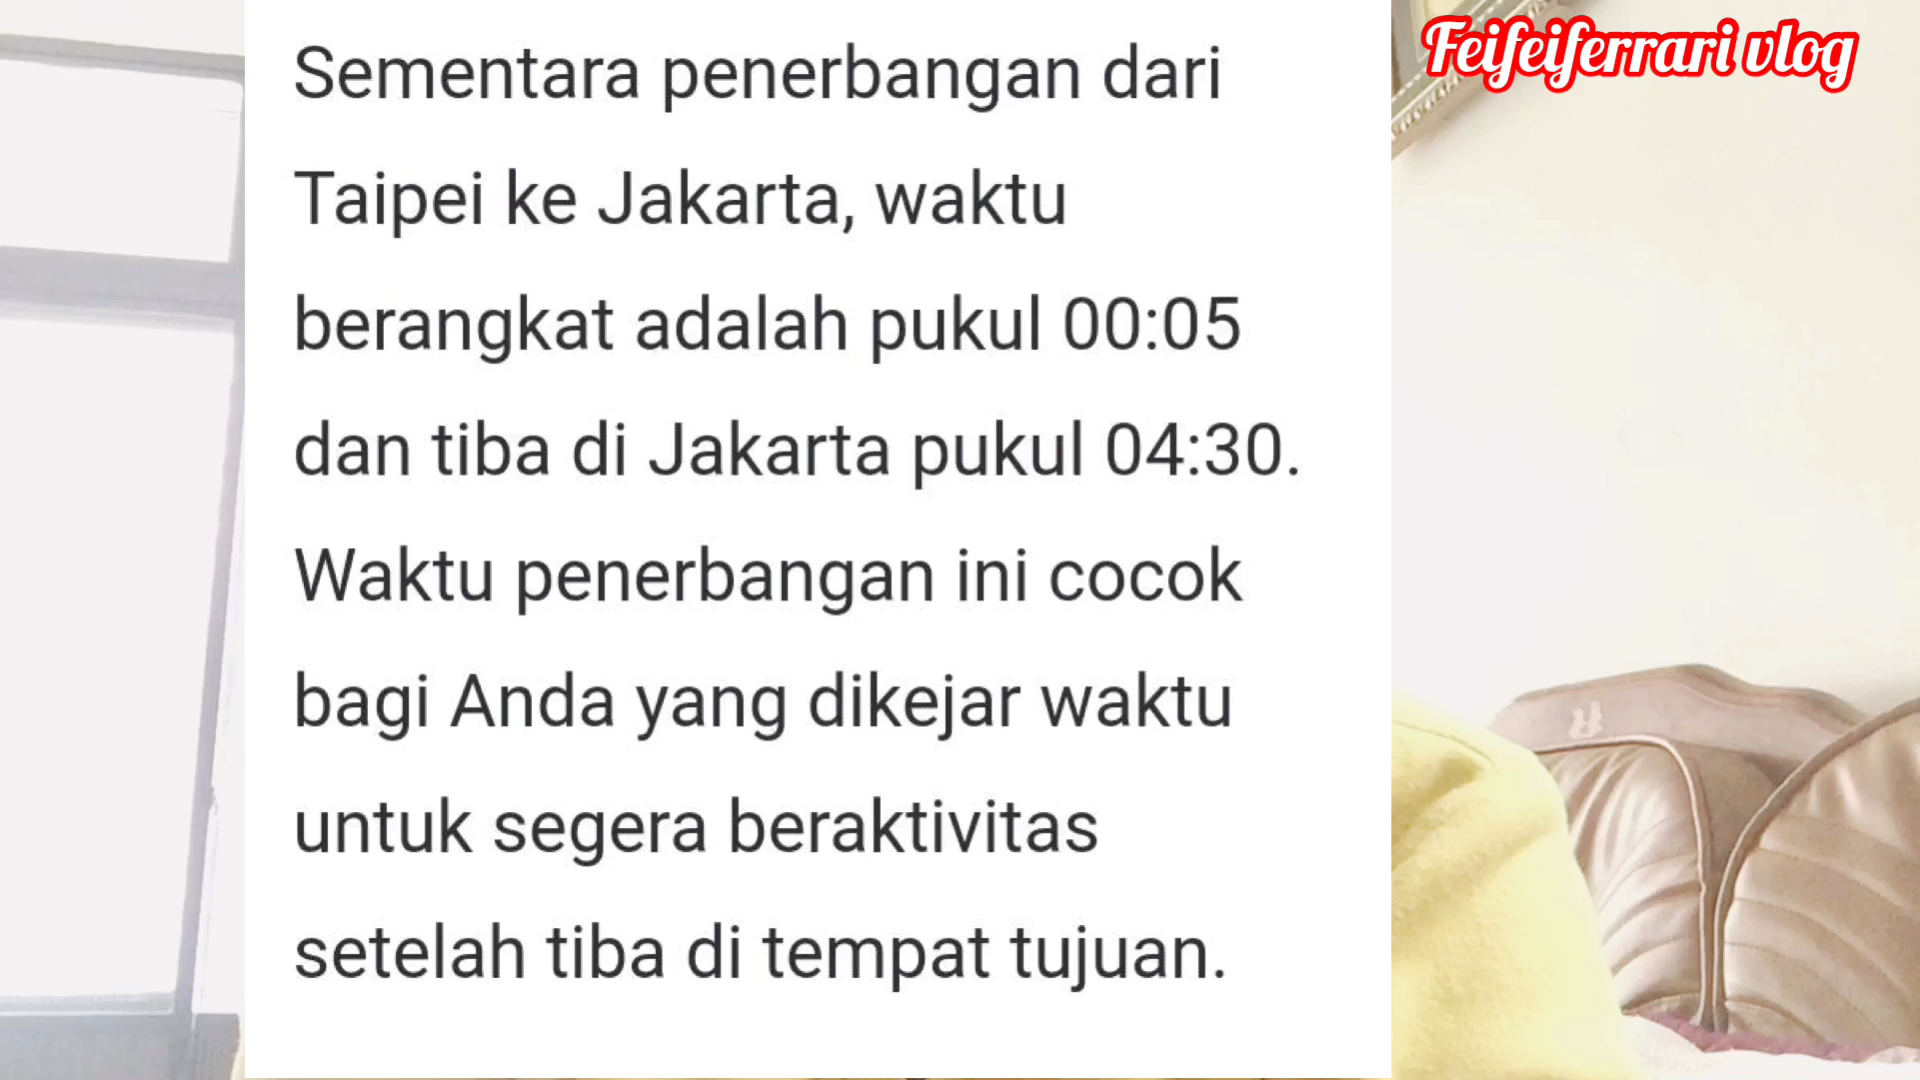 Feifeiferrari vlog
Sementara penerbangan dari
Taipei ke Jakarta, waktu
berangkat adalah pukul 00:05
dan tiba di Jakarta pukul 04:30.
Waktu penerbangan ini cocok
bagi Anda yang dikejar waktu
untuk segera beraktivitas
setelah tiba di tempat tujuan.